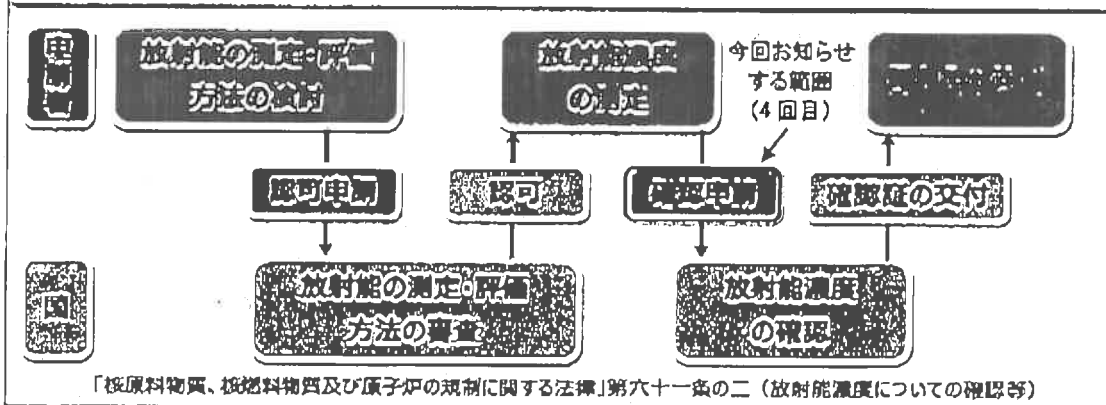 放射能の測定・評価
方法の検討
放射能濃度
の測定
今回お知らせ
する範囲
(4回目)
認可申請
認可
確認申請
確認証の交付
国
放射能の測定・評価
方法の審査
放射能濃度
の確認
「核原料物質、核燃料物質及び原子炉の規制に関する法律」第六十一条の二（放射能濃度についての確認等）